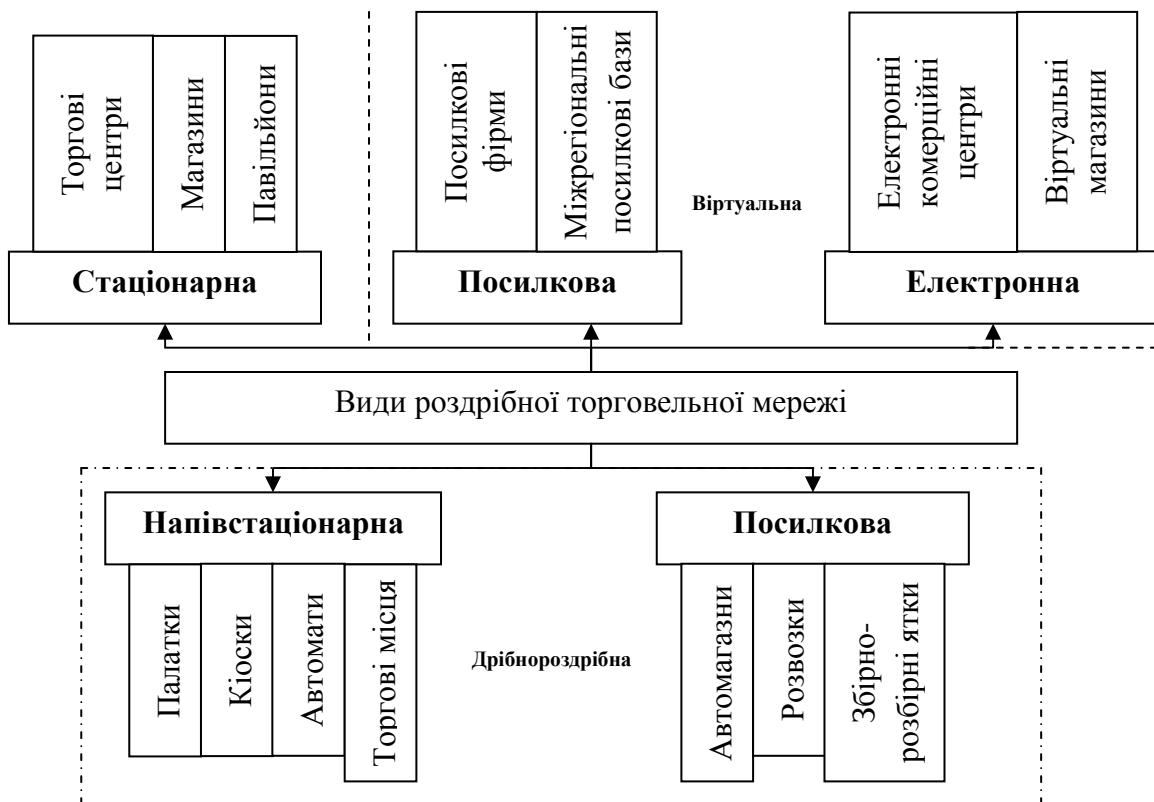 Торгові
центри
Магазини
Павільйони
Стаціонарна
Посилкові
фірми
Міжрегіональні
посилкові бази
Посилкова
Віртуальна
Електронні
комерційні
центри
Віртуальні
магазини
Електронна
Види роздрібної торговельної мережі
Напівстаціонарна
Палатки
Кіоски
Автомати
Торгові місця
Дрібнороздрібна
Посилкова
Автомагазни
Розвозки
Збірно-
розбірні ятки